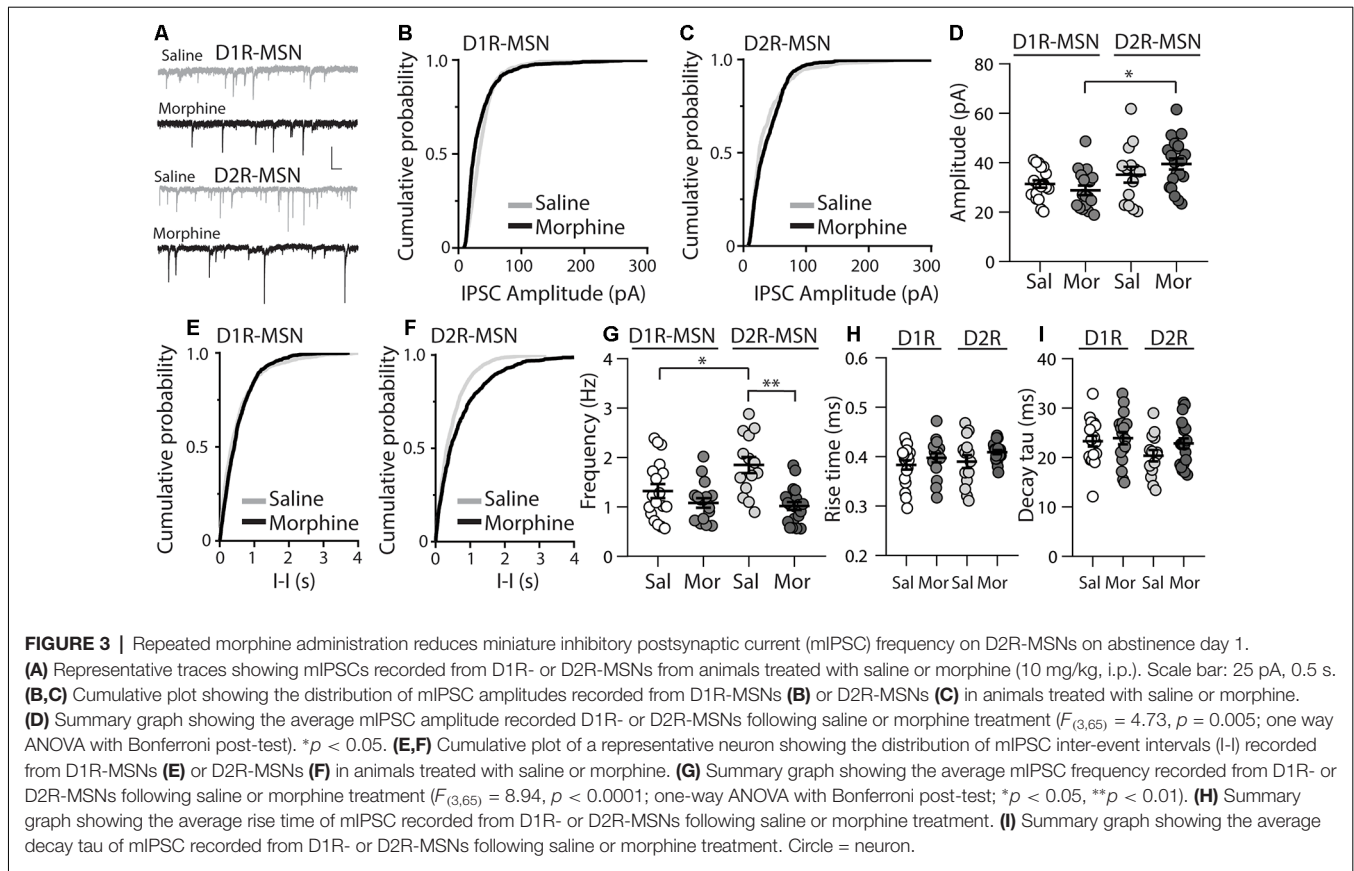 A
Saline D1R-MSN
Morphine
Saline D2R-MSN
Morphine
B
D1R-MSN
Cumulative probability
1.0
0.5
0
0 100 200 300
IPSC Amplitude (pA)
Saline
Morphine
C
D2R-MSN
Cumulative probability
1.0
0.5
0
0 100 200 300
IPSC Amplitude (pA)
Saline
Morphine
D
D1R-MSN D2R-MSN
Amplitude (pA)
80
60
40
20
0
*
Sal Mor Sal Mor
E
D1R-MSN
Cumulative probability
1.0
0.5
0
0 1 2 3 4
I-I (s)
Saline
Morphine
F
D2R-MSN
Cumulative probability
1.0
0.5
0
0 1 2 3 4
I-I (s)
Saline
Morphine
G
D1R-MSN D2R-MSN
Frequency (Hz)
4
3
2
1
0
*
**
Sal Mor Sal Mor
H
D1R D2R
Rise time (ms)
0.6
0.5
0.4
0.3
0.2
Sal Mor Sal Mor
I
D1R D2R
Decay tau (ms)
40
30
20
10
0
Sal Mor Sal Mor
FIGURE 3 | Repeated morphine administration reduces miniature inhibitory postsynaptic current (mIPSC) frequency on D2R-MSNs on abstinence day 1.
(A) Representative traces showing mIPSCs recorded from D1R- or D2R-MSNs from animals treated with saline or morphine (10 mg/kg, i.p.). Scale bar: 25 pA, 0.5 s.
(B,C) Cumulative plot showing the distribution of mIPSC amplitudes recorded from D1R-MSNs (B) or D2R-MSNs (C) in animals treated with saline or morphine.
(D) Summary graph showing the average mIPSC amplitude recorded D1R- or D2R-MSNs following saline or morphine treatment (F(3,65) = 4.73, p = 0.005; one way
ANOVA with Bonferroni post-test). *p < 0.05. (E,F) Cumulative plot of a representative neuron showing the distribution of mIPSC inter-event intervals (I-I) recorded
from D1R-MSNs (E) or D2R-MSNs (F) in animals treated with saline or morphine. (G) Summary graph showing the average mIPSC frequency recorded from D1R- or
D2R-MSNs following saline or morphine treatment (F(3,65) = 8.94, p < 0.0001; one-way ANOVA with Bonferroni post-test; *p < 0.05, **p < 0.01). (H) Summary
graph showing the average rise time of mIPSC recorded from D1R- or D2R-MSNs following saline or morphine treatment. (I) Summary graph showing the average
decay tau of mIPSC recorded from D1R- or D2R-MSNs following saline or morphine treatment. Circle = neuron.